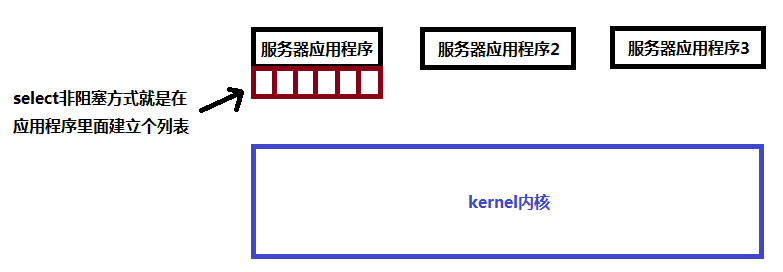 服务器应用程序
服务器应用程序2
服务器应用程序3
select非阻塞方式就是在
应用程序里面建立个列表
kernel内核